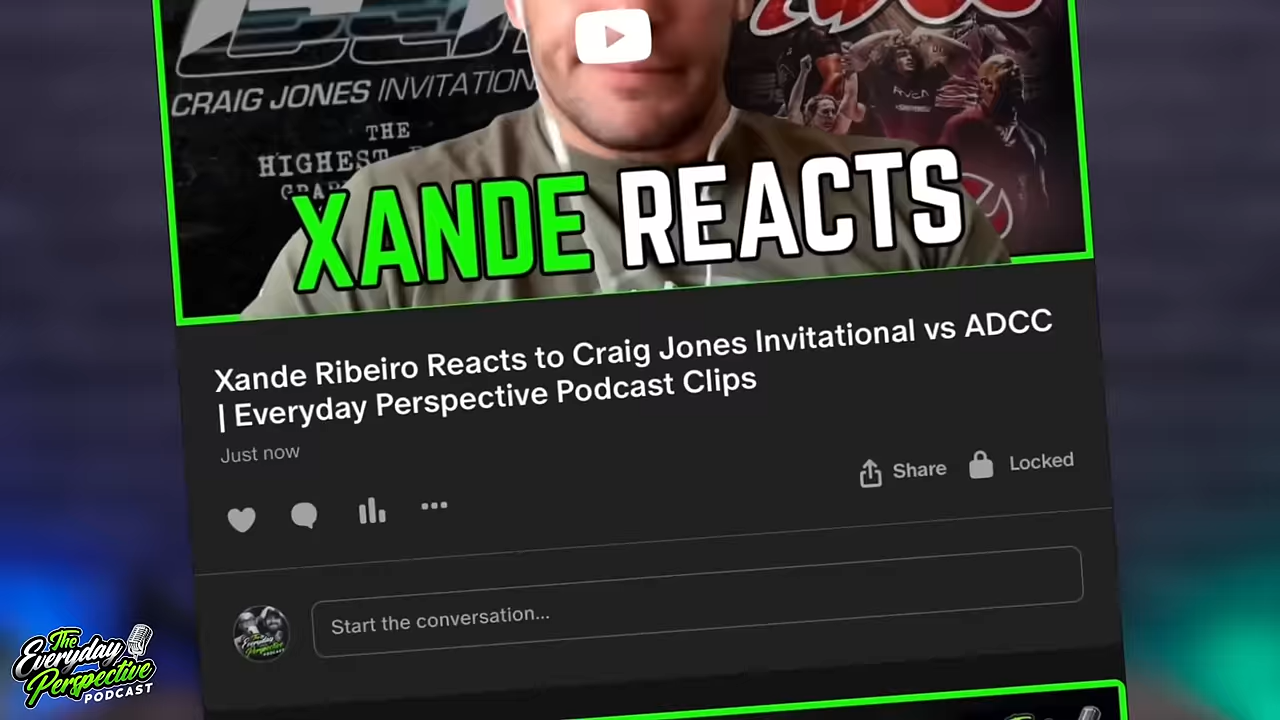 CRAIG JONES INVITATION
THE
HIGHEST
XANDE REACTS
Xande Ribeiro Reacts to Craig Jones Invitational vs ADCC
| Everyday Perspective Podcast Clips
Just now
Share
Locked
Start the conversation...
The
Everyday
Perspective
PODCAST